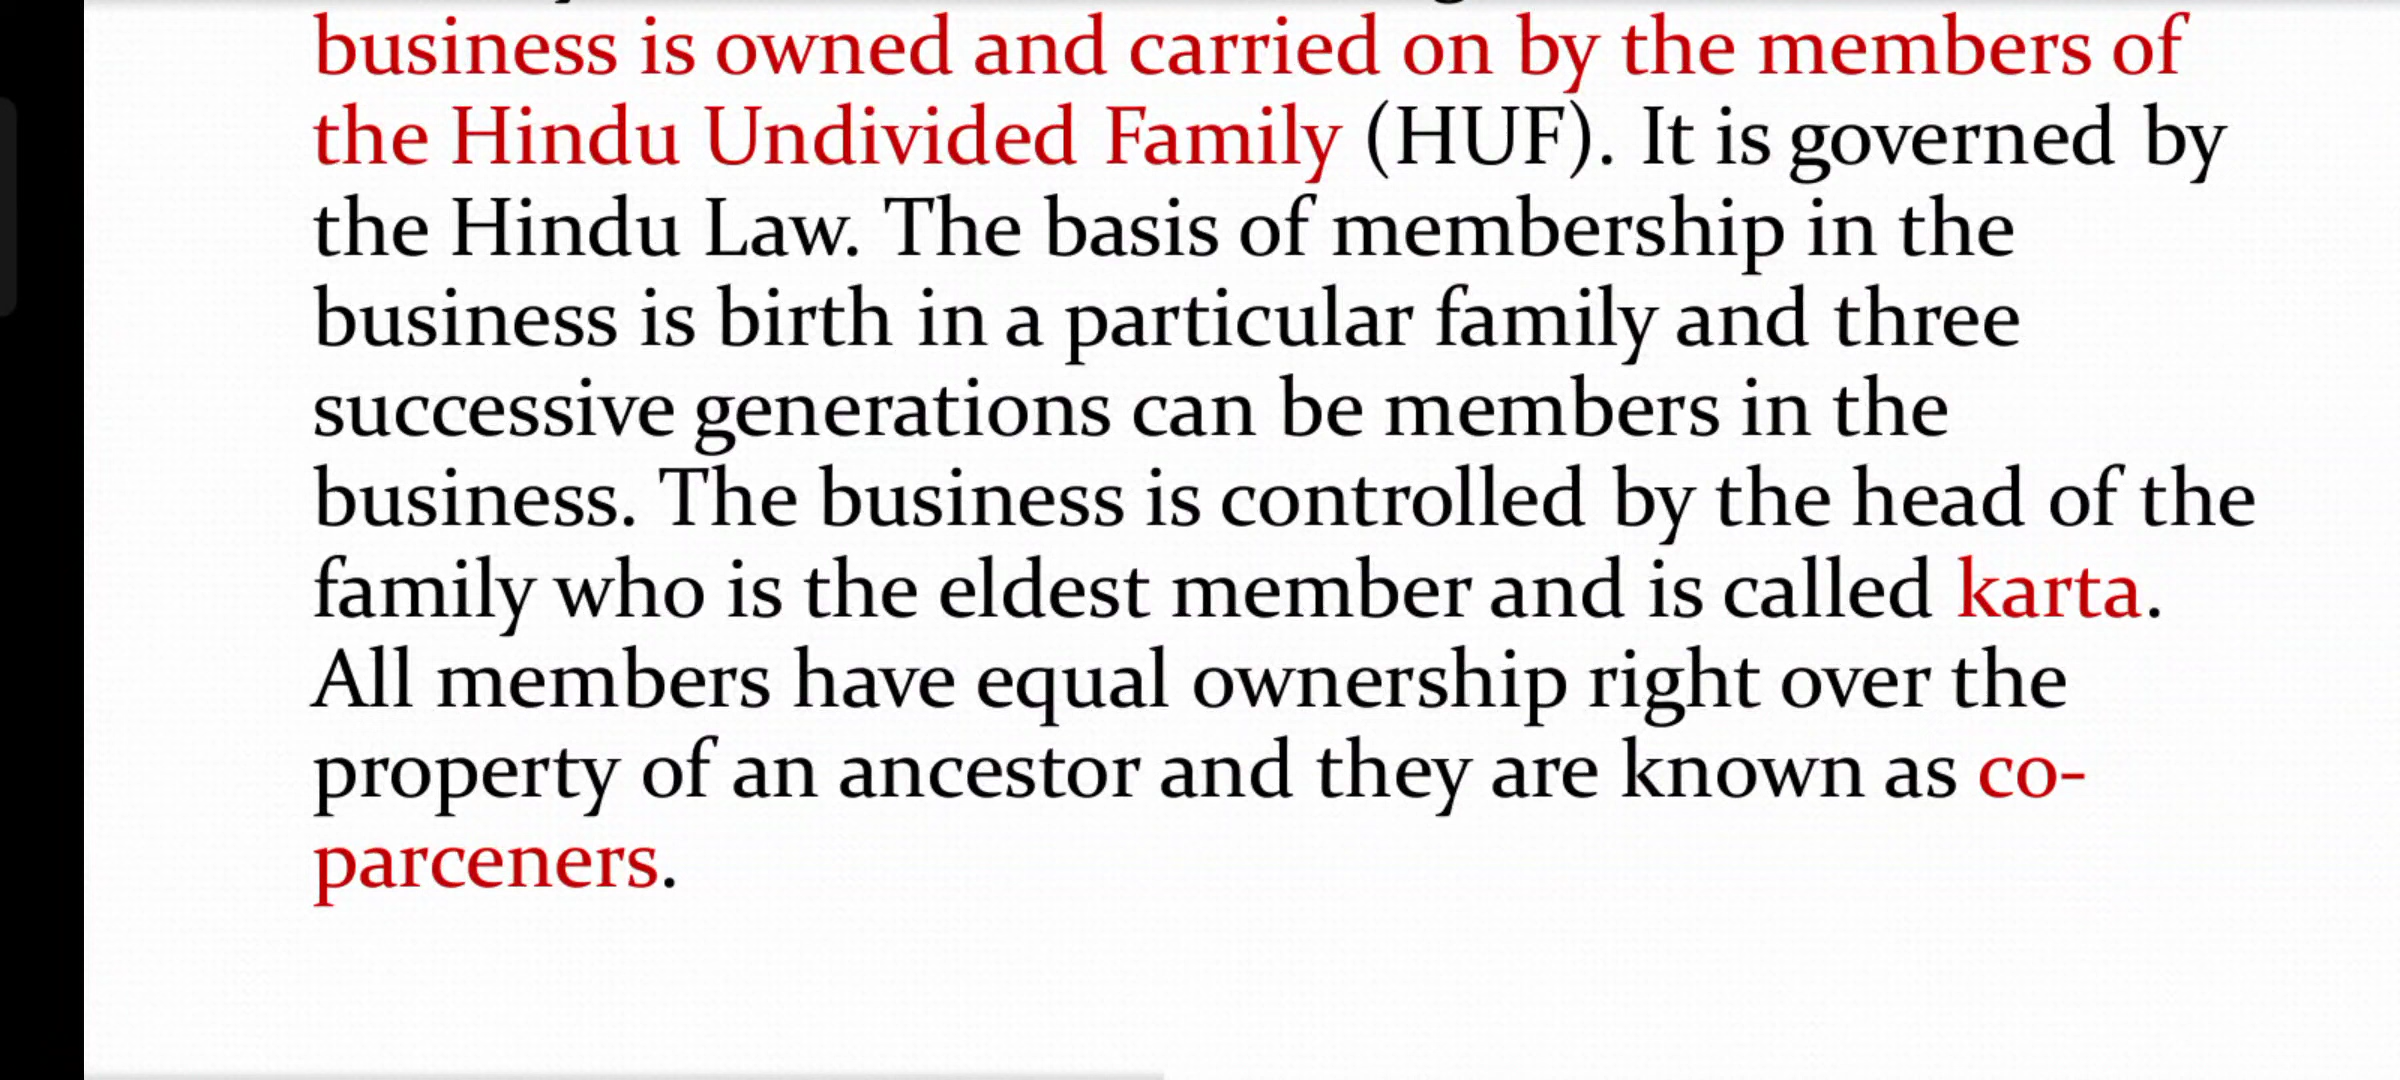 business is owned and carried on by the members of
the Hindu Undivided Family (HUF). It is governed by
the Hindu Law. The basis of membership in the
business is birth in a particular family and three
successive generations can be members in the
business. The business is controlled by the head of the
family who is the eldest member and is called karta.
All members have equal ownership right over the
property of an ancestor and they are known as co-
parceners.